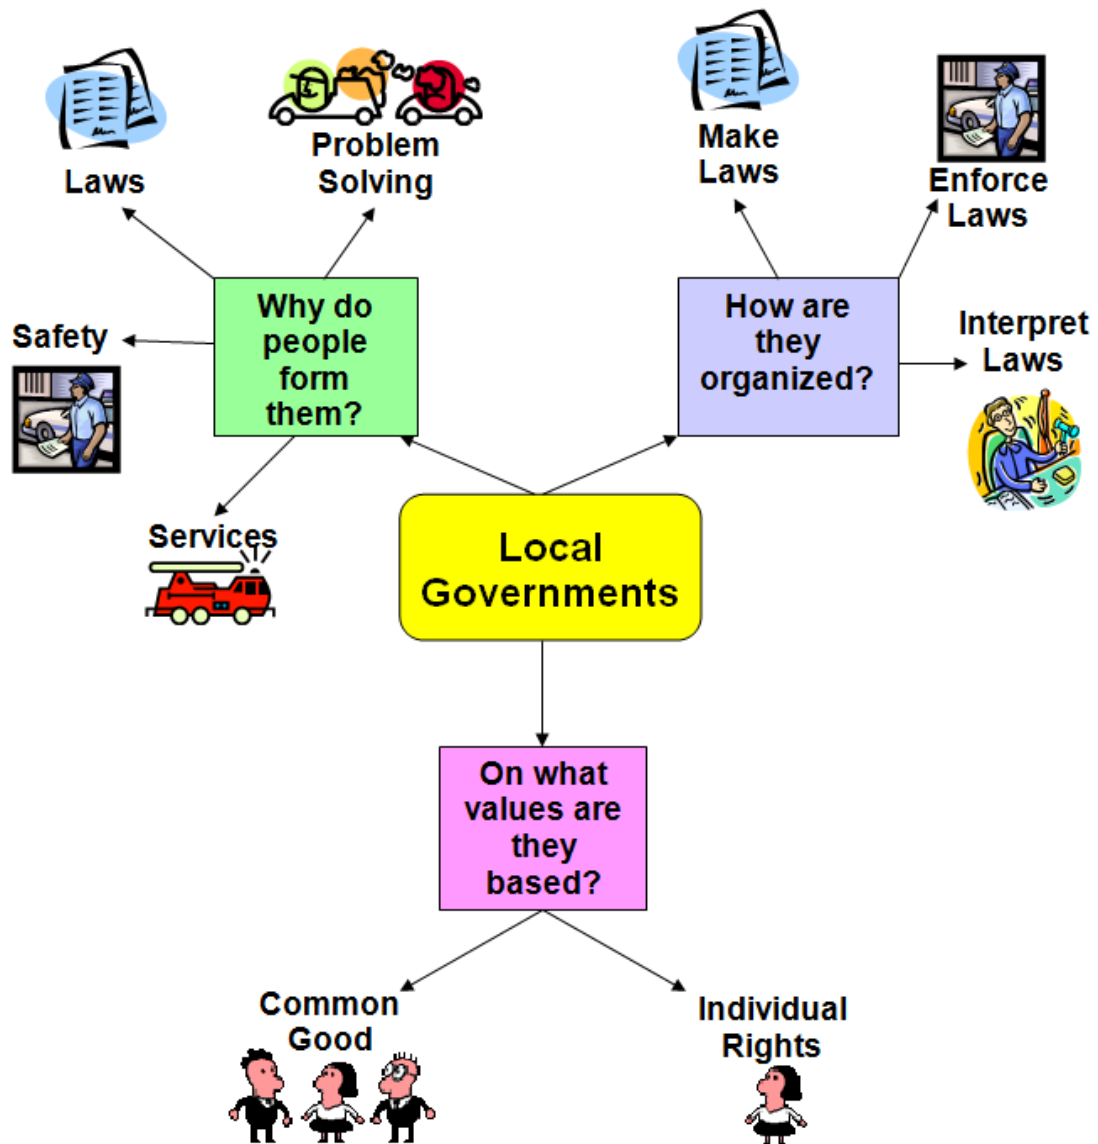 Laws
Problem
Solving
Make
Laws
Enforce
Laws
Why do
people
form
them?
How are
they
organized?
Safety
Interpret
Laws
Services
Local
Governments
On what
values are
they
based?
Common
Good
Individual
Rights